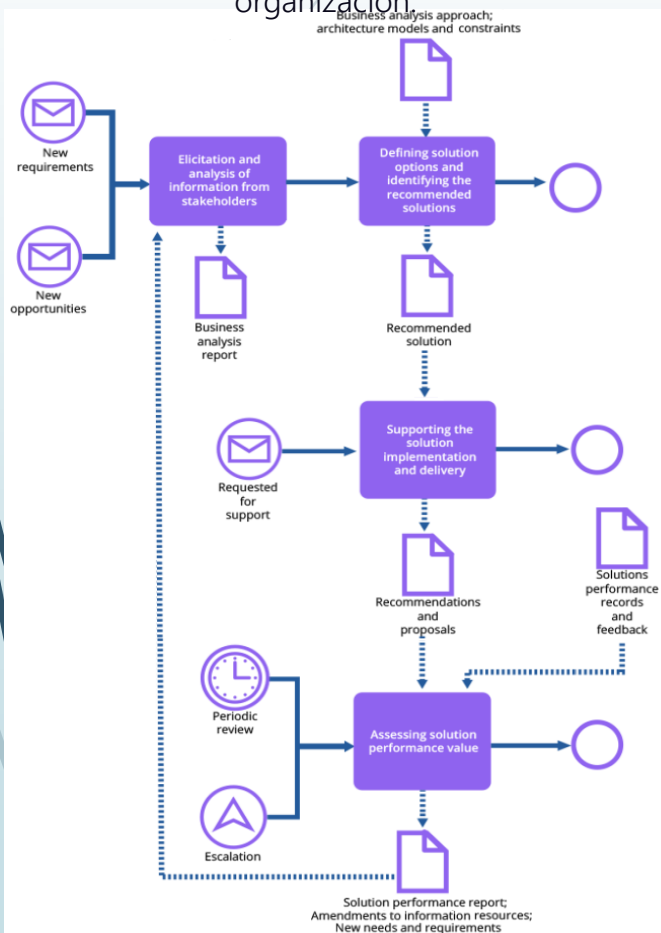 organización.
Business analysis approach;
architecture models and constraints
New
requirements
Elicitation and
analysis of
information from
stakeholders
Defining solution
options and
identifying the
recommended
solutions
New
opportunities
Business
analysis
report
Recommended
solution
Supporting the
solution
implementation
and delivery
Requested
for
support
Solutions
performance
records
and
feedback
Recommendations
and
proposals
Periodic
review
Assessing solution
performance value
Escalation
Solution performance report;
Amendments to information resources;
New needs and requirements